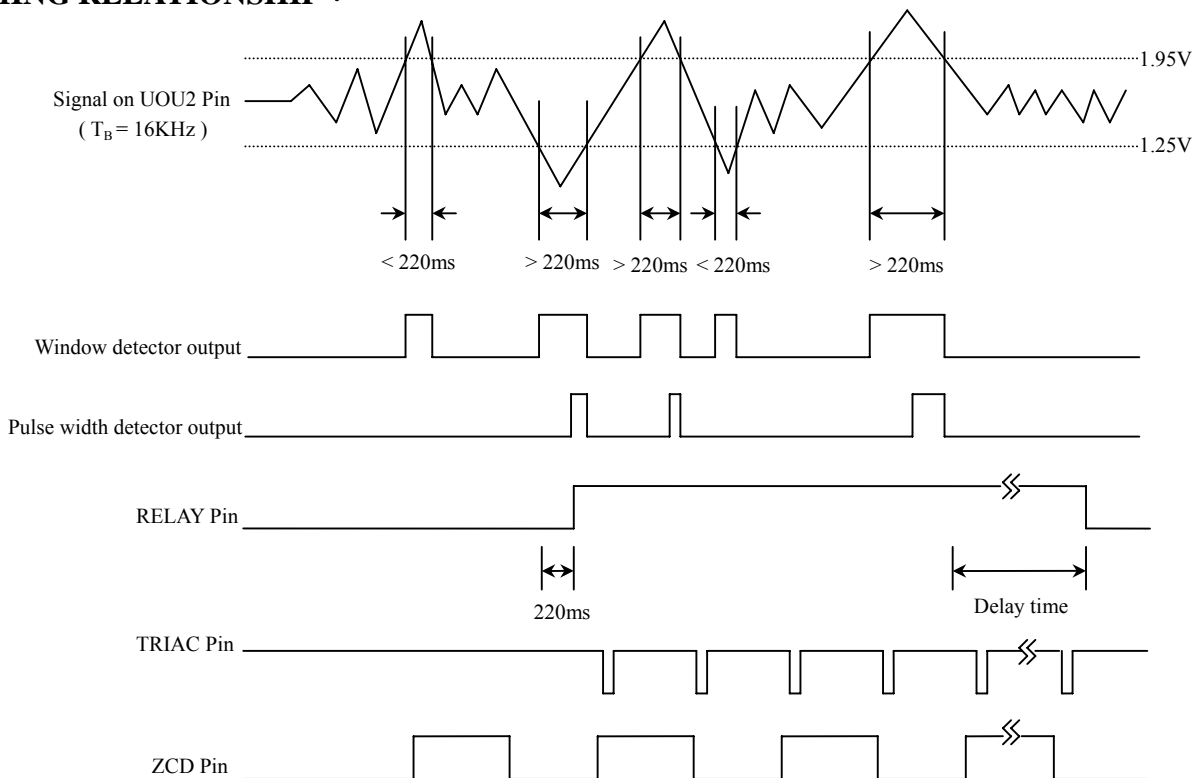 1.95V
Signal on UOU2 Pin
( TB = 16KHz )
1.25V
< 220ms
> 220ms
> 220ms
< 220ms
> 220ms
Window detector output
Pulse width detector output
RELAY Pin
220ms
Delay time
TRIAC Pin
ZCD Pin